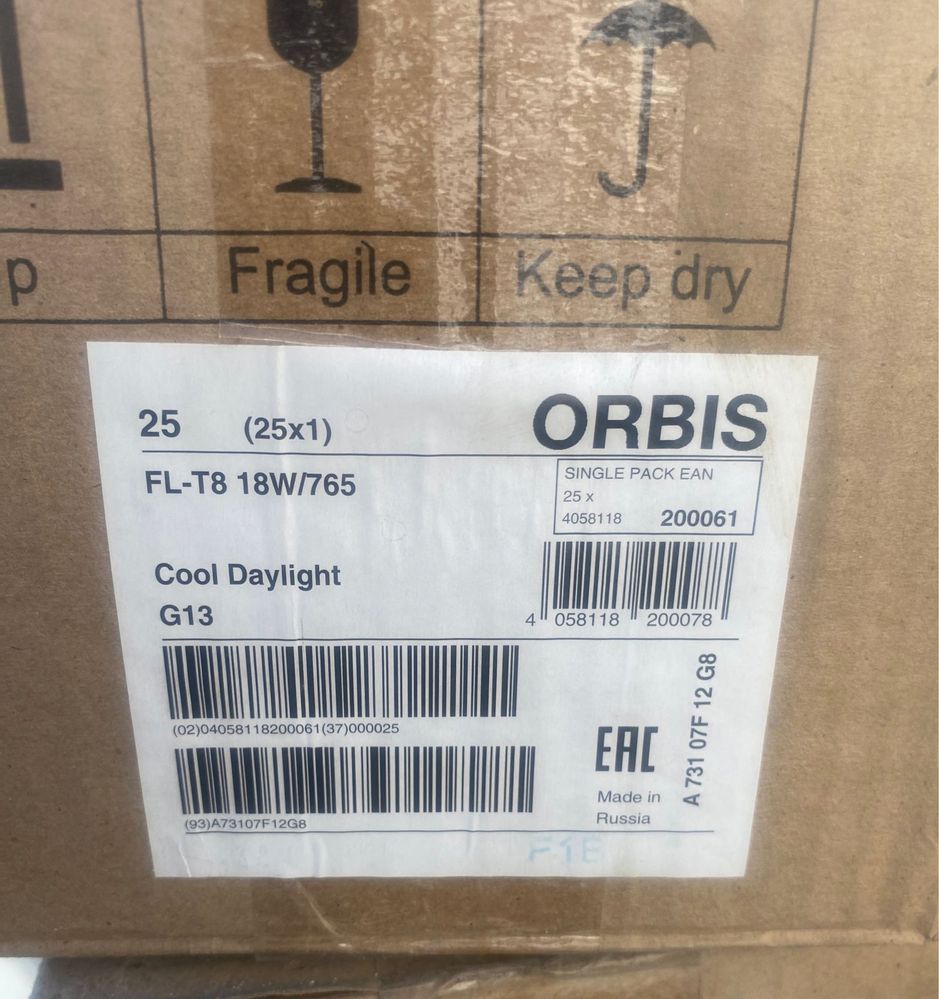 p
Fragile
Keep dry
25 (25x1)
ORBIS
FL-T8 18W/765
SINGLE PACK EAN
25 x
4058118 200061
Cool Daylight
G13
4 058118 200078
(02)04058118200061(37)000025
(93)A73107F12G8
EAC
Made in
Russia
A 731 07F 12 G8